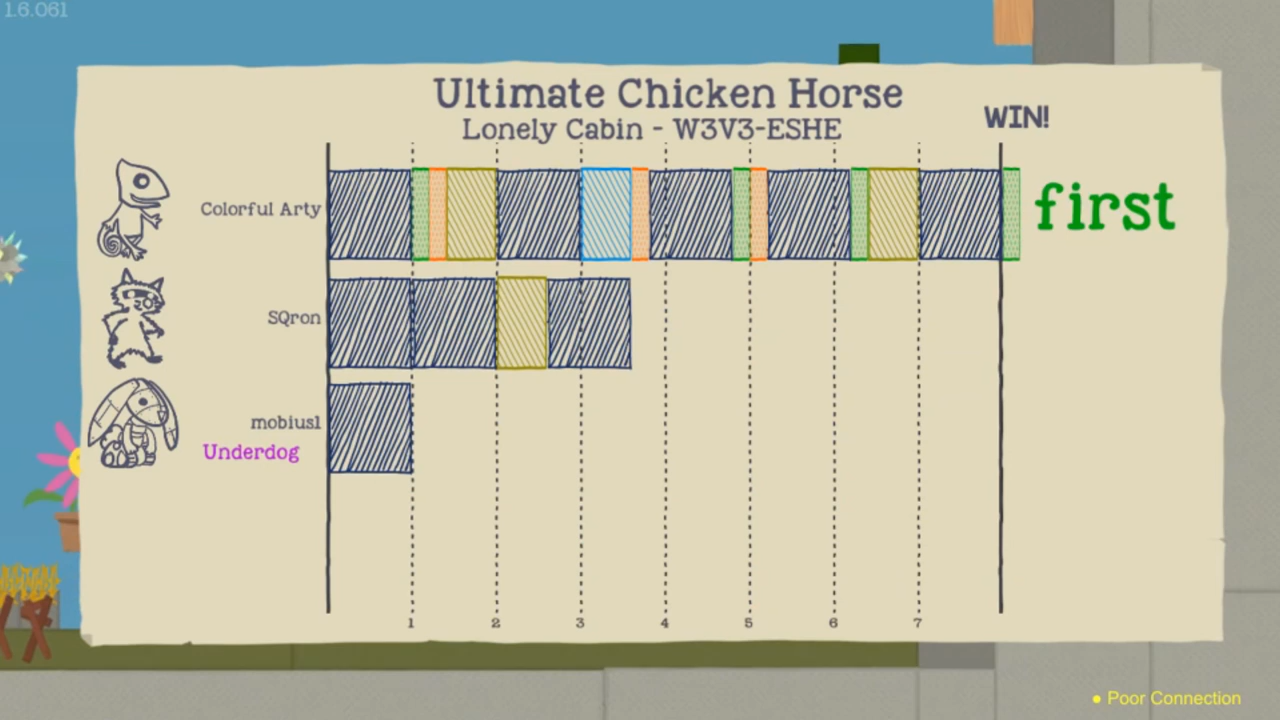 1.6.061
Ultimate Chicken Horse
Lonely Cabin - W3V3-ESHE
WIN!
Colorful Arty
first
SQron
mobius1
Underdog
1 2 3 4 5 6 7
● Poor Connection